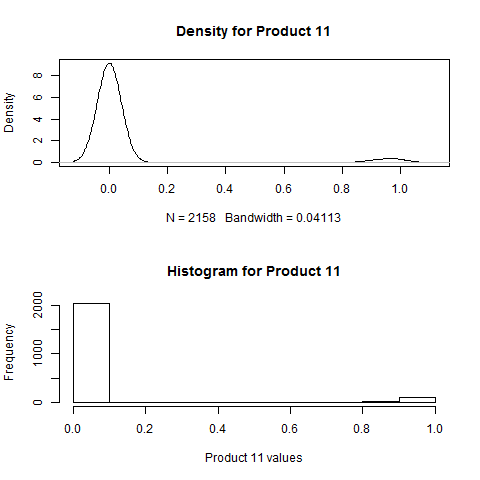 Density for Product 11
Density
0 2 4 6 8
0.0 0.2 0.4 0.6 0.8 1.0
N = 2158 Bandwidth = 0.04113
Histogram for Product 11
Frequency
0 1000 2000
0.0 0.2 0.4 0.6 0.8 1.0
Product 11 values